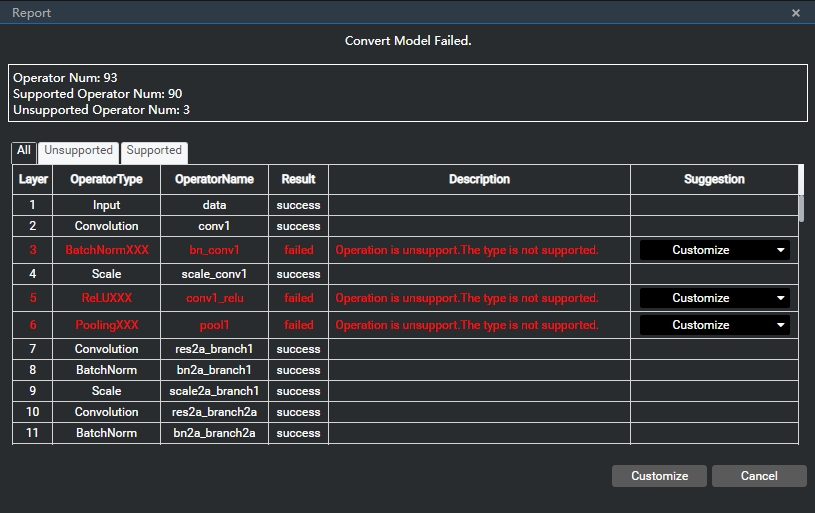 Report
Convert Model Failed.
Operator Num: 93
Supported Operator Num: 90
Unsupported Operator Num: 3
All Unsupported Supported
Layer OperatorType OperatorName Result Description Suggestion
1 Input data success
2 Convolution conv1 success
3 BatchNormXXX bn_conv1 failed Operation is unsupport.The type is not supported. Customize
4 Scale scale_conv1 success
5 ReLUXXX conv1_relu failed Operation is unsupport.The type is not supported. Customize
6 PoolingXXX pool1 failed Operation is unsupport.The type is not supported. Customize
7 Convolution res2a_branch1 success
8 BatchNorm bn2a_branch1 success
9 Scale scale2a_branch1 success
10 Convolution res2a_branch2a success
11 BatchNorm bn2a_branch2a success
Customize Cancel